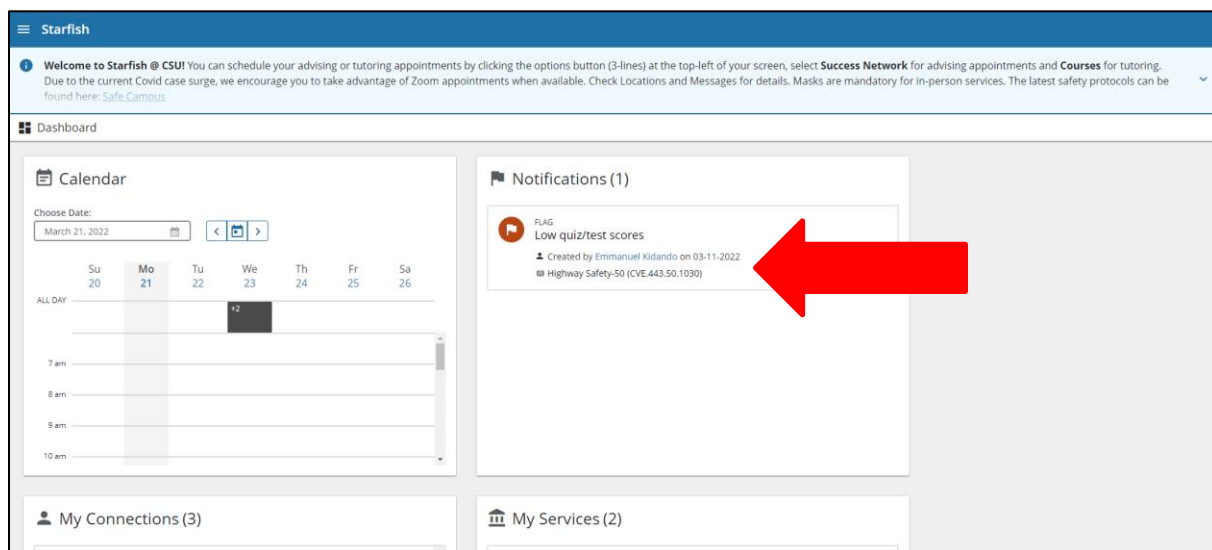 Starfish
Welcome to Starfish @ CSU! You can schedule your advising or tutoring appointments by clicking the options button (3-lines) at the top-left of your screen, select Success Network for advising appointments and Courses for tutoring.
Due to the current Covid case surge, we encourage you to take advantage of Zoom appointments when available. Check Locations and Messages for details. Masks are mandatory for in-person services. The latest safety protocols can be
found here: Safe Campus
Dashboard
Calendar
Choose Date:
March 21, 2022
Su Mo Tu We Th Fr Sa
20 21 22 23 24 25 26
ALL DAY
+2
7 am
8 am
9 am
10 am
Notifications (1)
FLAG
Low quiz/test scores
Created by Emmanuel Kidando on 03-11-2022
Highway Safety-50 (CVE.443.50.1030)
My Connections (3)
My Services (2)